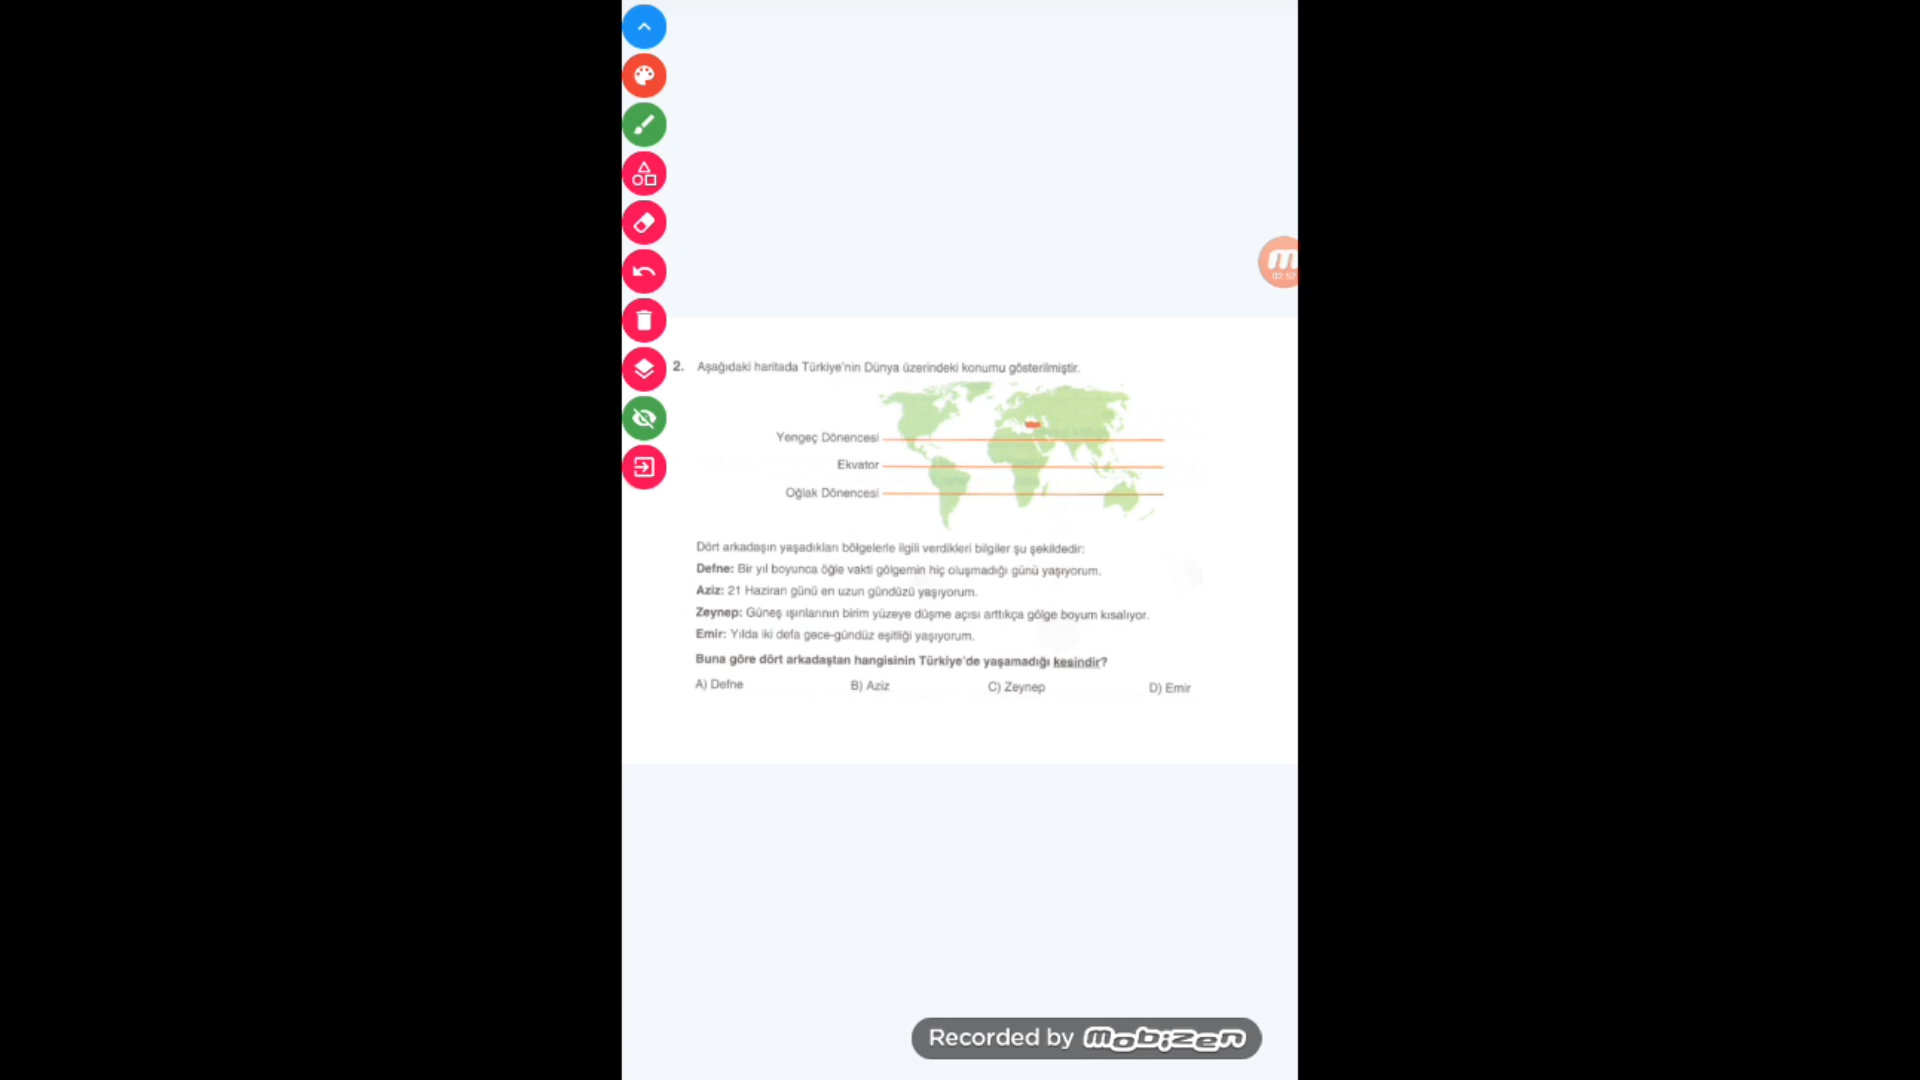 02:57
2. Aşağıdaki haritada Türkiye'nin Dünya üzerindeki konumu gösterilmiştir.
Yengeç Dönencesi
Ekvator
Oğlak Dönencesi
Dört arkadaşın yaşadıkları bölgelerle ilgili verdikleri bilgiler şu şekildedir:
Defne: Bir yıl boyunca öğle vakti gölgemin hiç oluşmadığı günü yaşıyorum.
Aziz: 21 Haziran günü en uzun gündüzü yaşıyorum.
Zeynep: Güneş ışınlarının birim yüzeye düşme açısı arttıkça gölge boyum kısalıyor.
Emir: Yılda iki defa gece-gündüz eşitliği yaşıyorum.
Buna göre dört arkadaştan hangisinin Türkiye'de yaşamadığı kesindir?
A) Defne B) Aziz C) Zeynep D) Emir
Recorded by mobizen